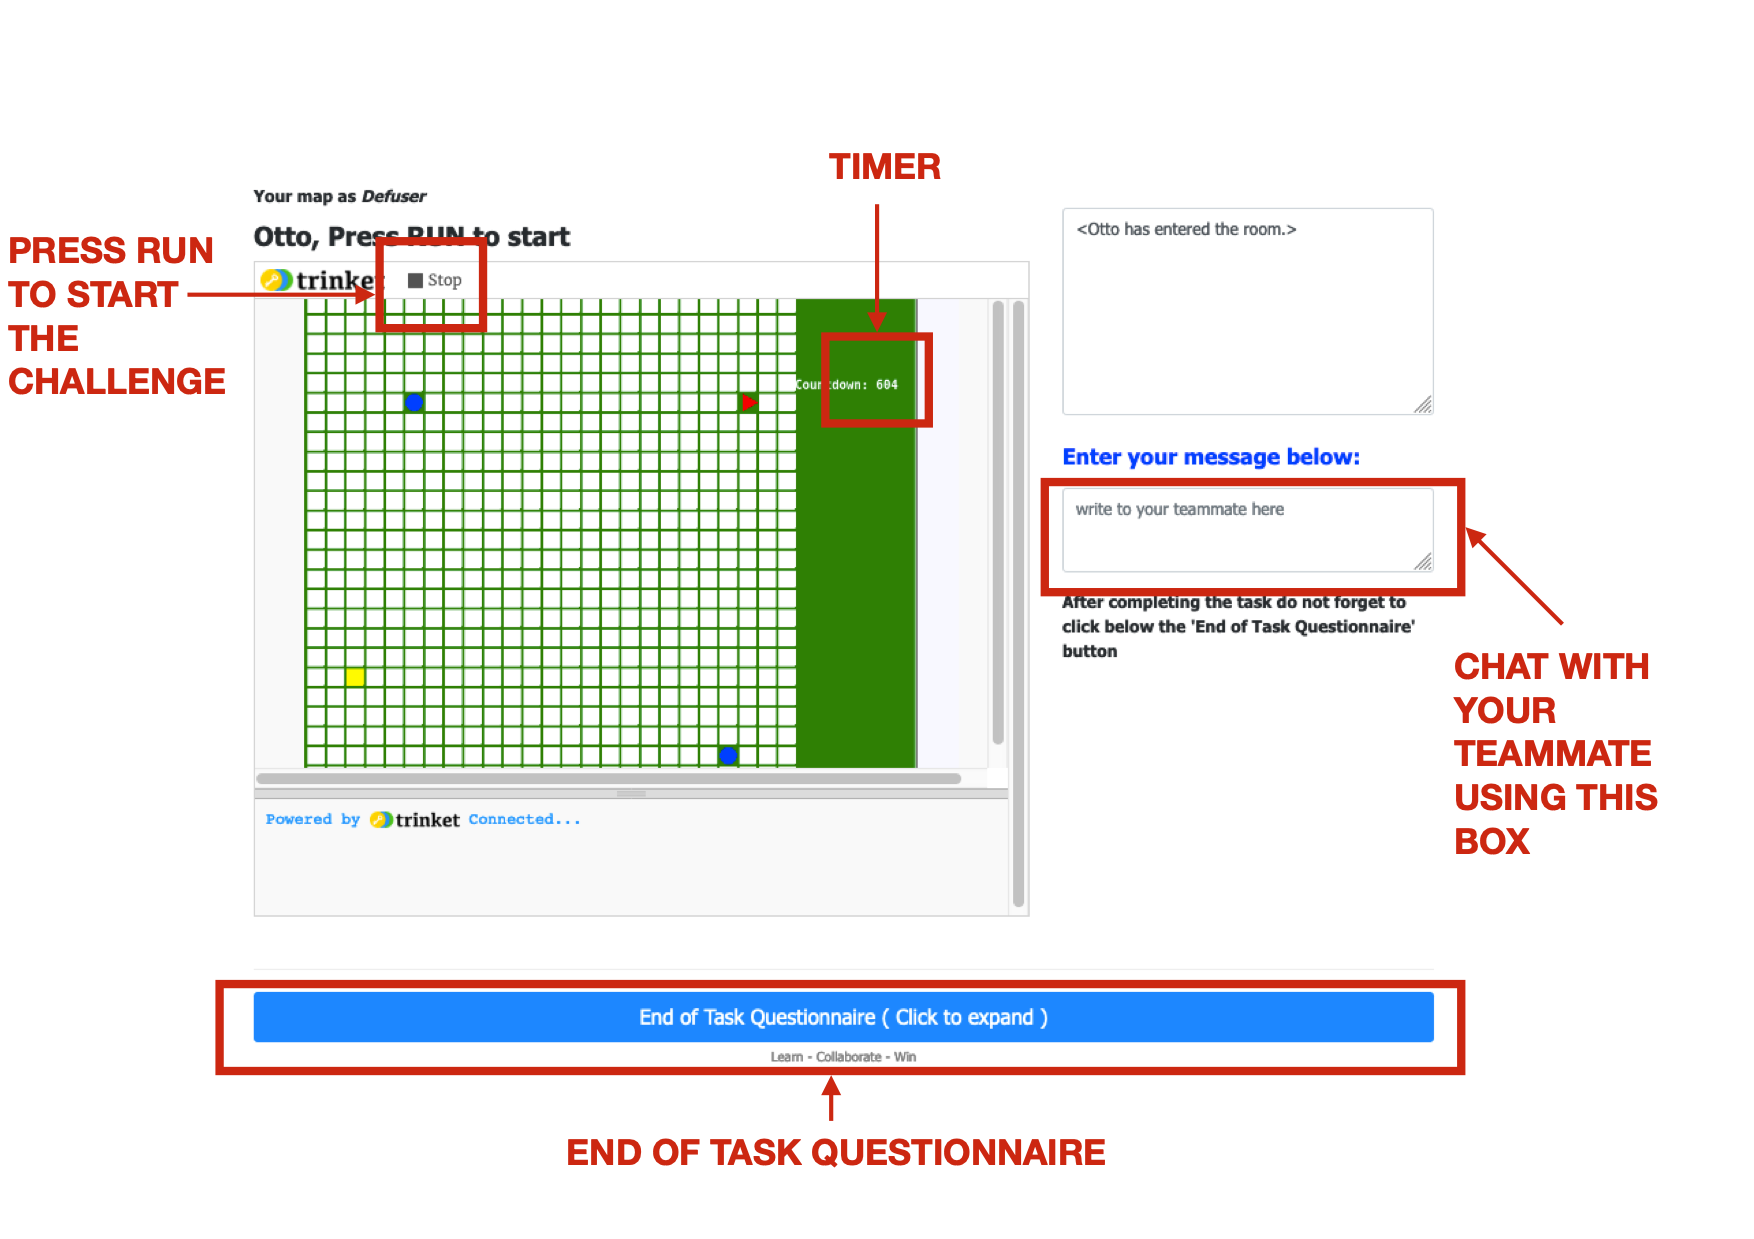 TIMER
Your map as Defuser
Otto, Press RUN to start
PRESS RUN
TO START
THE
CHALLENGE
trinket
Stop
Countdown: 604
<Otto has entered the room.>
Enter your message below:
write to your teammate here
After completing the task do not forget to
click below the 'End of Task Questionnaire'
button
CHAT WITH
YOUR
TEAMMATE
USING THIS
BOX
Powered by trinket Connected...
End of Task Questionnaire ( Click to expand )
Learn - Collaborate - Win
END OF TASK QUESTIONNAIRE